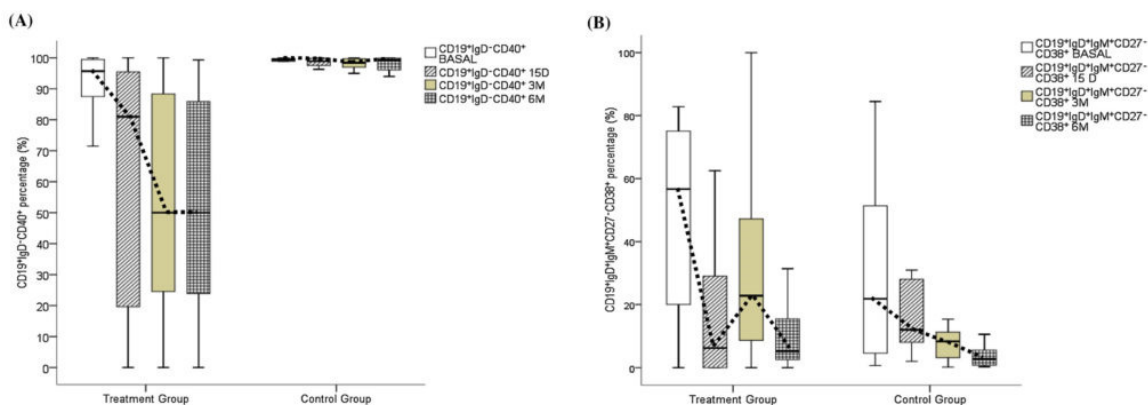 (A)
CD19⁺IgD⁻CD40⁺ percentage (%)
100
90
80
70
60
50
40
30
20
10
0
Treatment Group
Control Group
CD19⁺IgD⁻CD40⁺
BASAL
CD19⁺IgD⁻CD40⁺ 15D
CD19⁺IgD⁻CD40⁺ 3M
CD19⁺IgD⁻CD40⁺ 6M
(B)
CD19⁺IgD⁺IgM⁺CD27⁻CD38⁺ percentage (%)
100
80
60
40
20
0
Treatment Group
Control Group
CD19⁺IgD⁺IgM⁺CD27⁻
CD38⁺ BASAL
CD19⁺IgD⁺IgM⁺CD27⁻
CD38⁺ 15 D
CD19⁺IgD⁺IgM⁺CD27⁻
CD38⁺ 3M
CD19⁺IgD⁺IgM⁺CD27⁻
CD38⁺ 6M